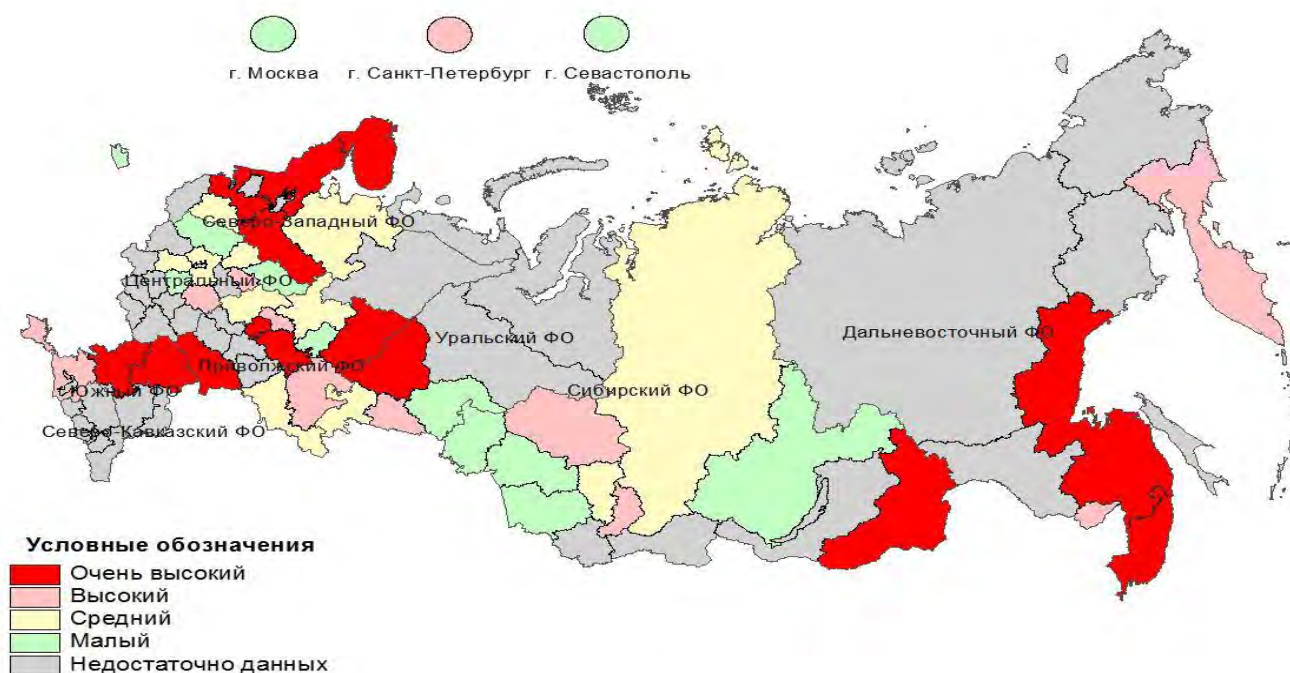 г. Москва г. Санкт-Петербург г. Севастополь
Северо-Западный ФО
Центральный ФО
Уральский ФО
Дальневосточный ФО
Приволжский ФО
Южный ФО
Сибирский ФО
Северо-Кавказский ФО
Условные обозначения
Очень высокий
Высокий
Средний
Малый
Недостаточно данных